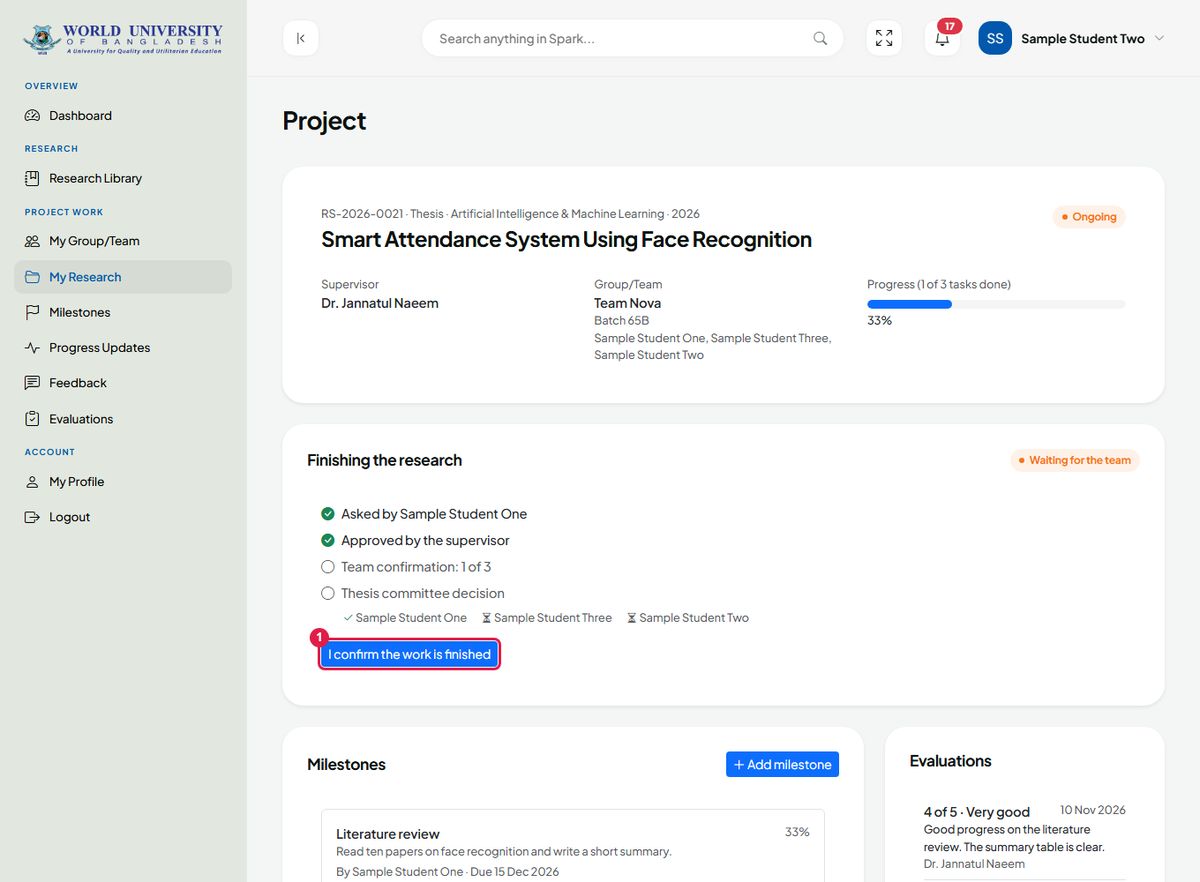 WORLD UNIVERSITY
OF BANGLADESH
A University for Quality and Utilitarian Education
Search anything in Spark...
17
SS
Sample Student Two
OVERVIEW
Dashboard
RESEARCH
Research Library
PROJECT WORK
My Group/Team
My Research
Milestones
Progress Updates
Feedback
Evaluations
ACCOUNT
My Profile
Logout
Project
RS-2026-0021 · Thesis · Artificial Intelligence & Machine Learning · 2026
Ongoing
Smart Attendance System Using Face Recognition
Supervisor
Dr. Jannatul Naeem
Group/Team
Team Nova
Batch 65B
Sample Student One, Sample Student Three,
Sample Student Two
Progress (1 of 3 tasks done)
33%
Finishing the research
Waiting for the team
Asked by Sample Student One
Approved by the supervisor
Team confirmation: 1 of 3
Thesis committee decision
Sample Student One Sample Student Three Sample Student Two
1
I confirm the work is finished
Milestones
+ Add milestone
Literature review
33%
Read ten papers on face recognition and write a short summary.
By Sample Student One · Due 15 Dec 2026
Evaluations
4 of 5 · Very good
10 Nov 2026
Good progress on the literature
review. The summary table is clear.
Dr. Jannatul Naeem